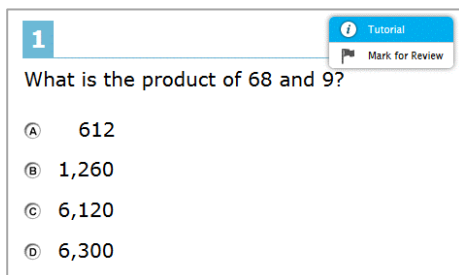 1
Tutorial
Mark for Review
What is the product of 68 and 9?
A 612
B 1,260
C 6,120
D 6,300